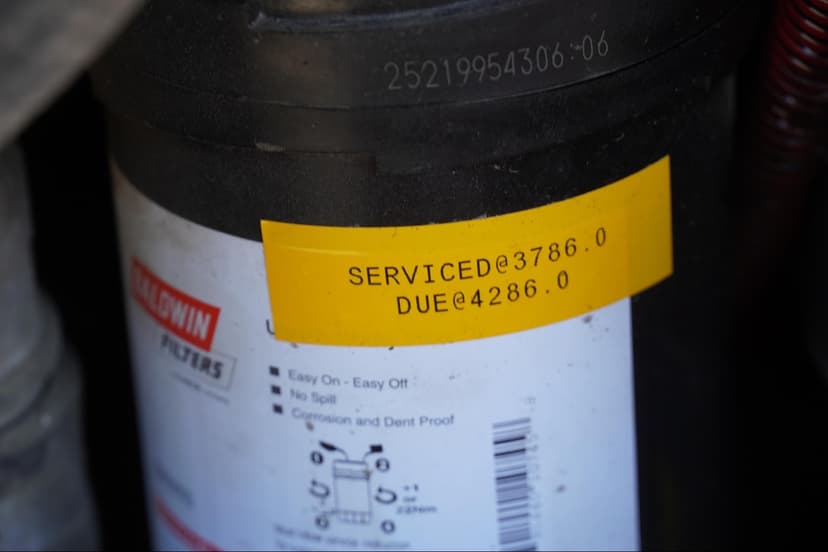 25219954306:06
SERVICED@3786.0
DUE@4286.0
BALDWIN
FILTERS
Easy On - Easy Off
No Spill
Corrosion and Dent Proof